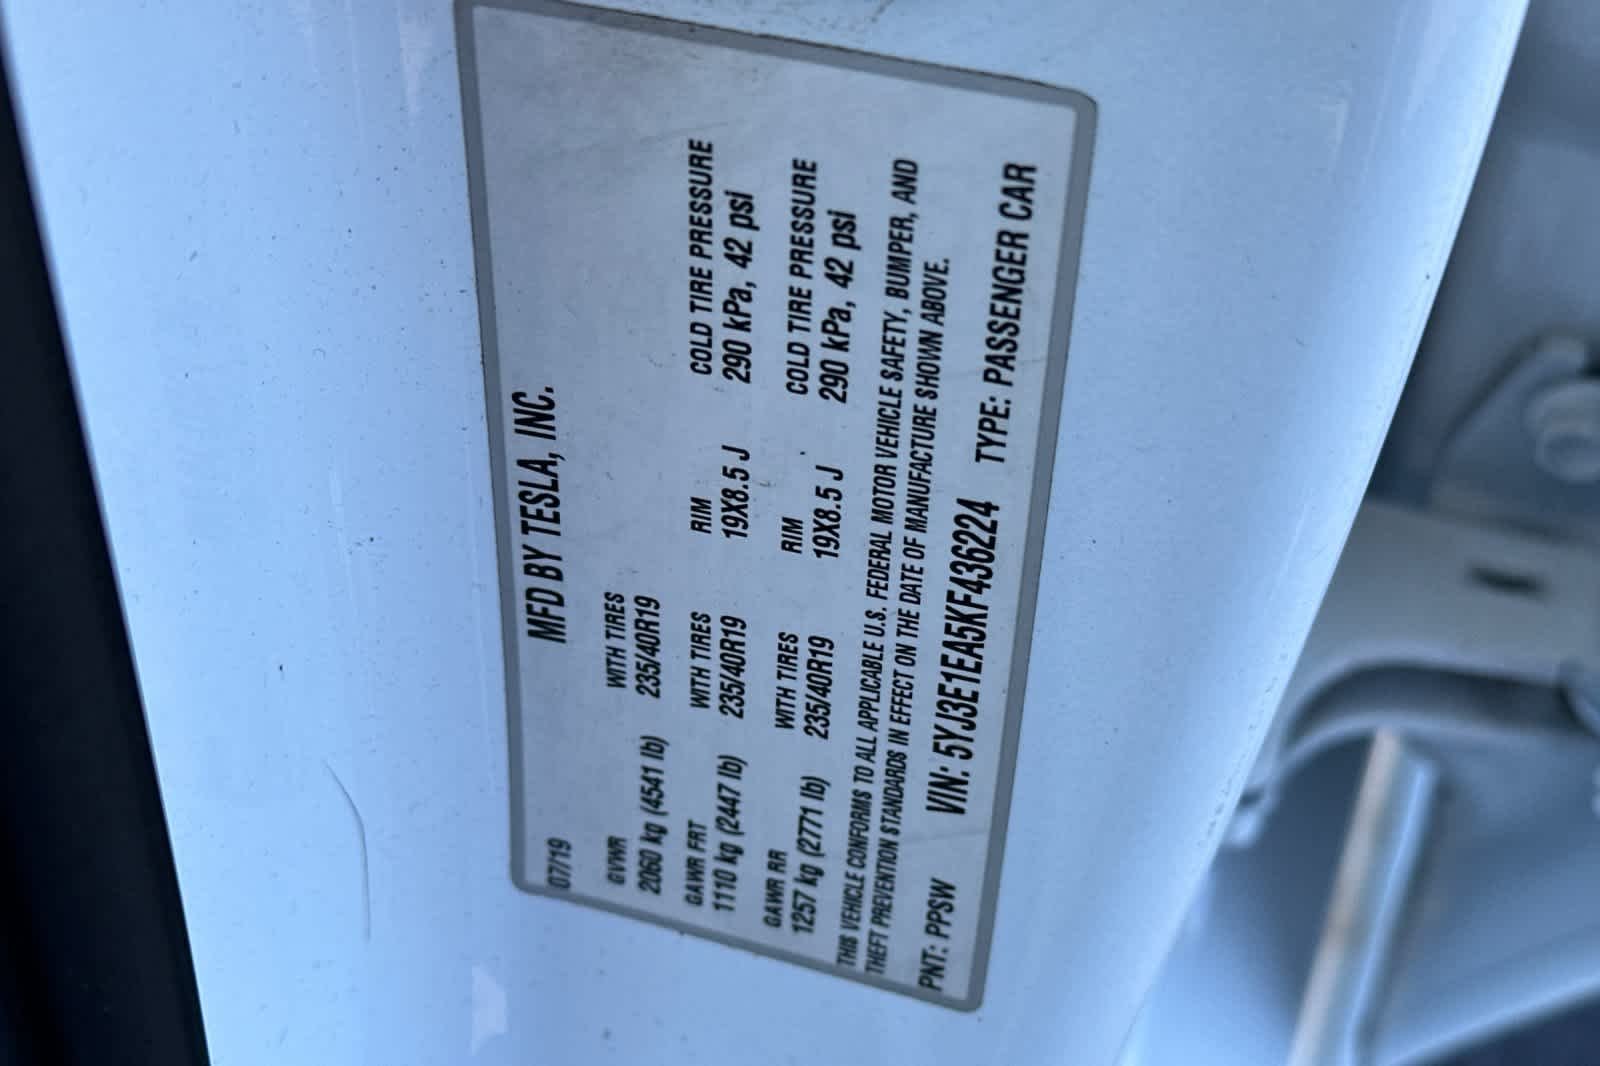 MFD BY TESLA, INC.
07/19
GVWR WITH TIRES
2060 kg (4541 lb) 235/40R19
GAWR FRT WITH TIRES RIM COLD TIRE PRESSURE
1110 kg (2447 lb) 235/40R19 19X8.5 J 290 kPa, 42 psi
GAWR RR WITH TIRES RIM COLD TIRE PRESSURE
1257 kg (2771 lb) 235/40R19 19X8.5 J 290 kPa, 42 psi
THIS VEHICLE CONFORMS TO ALL APPLICABLE U.S. FEDERAL MOTOR VEHICLE SAFETY, BUMPER, AND
THEFT PREVENTION STANDARDS IN EFFECT ON THE DATE OF MANUFACTURE SHOWN ABOVE.
PNT: PPSW VIN: 5YJ3E1EA5KF436224 TYPE: PASSENGER CAR